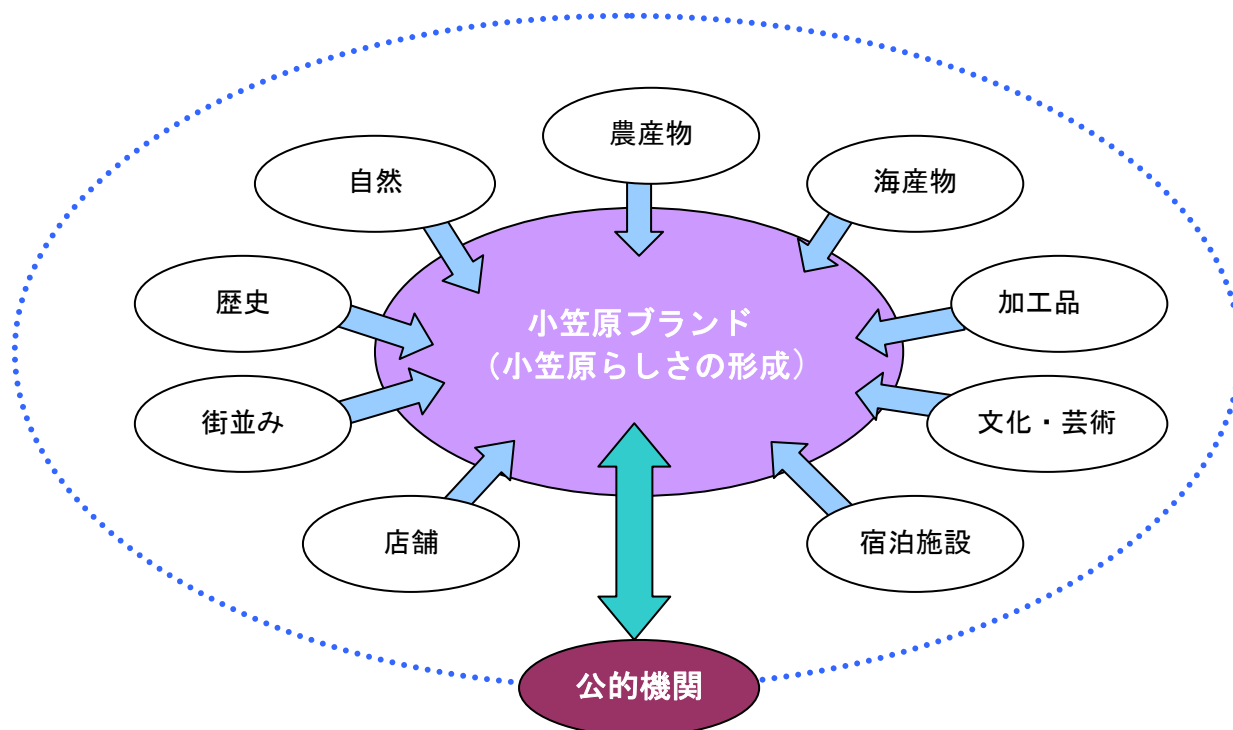 農産物
自然
海産物
歴史
加工品
小笠原ブランド
（小笠原らしさの形成）
街並み
文化・芸術
店舗
宿泊施設
公的機関